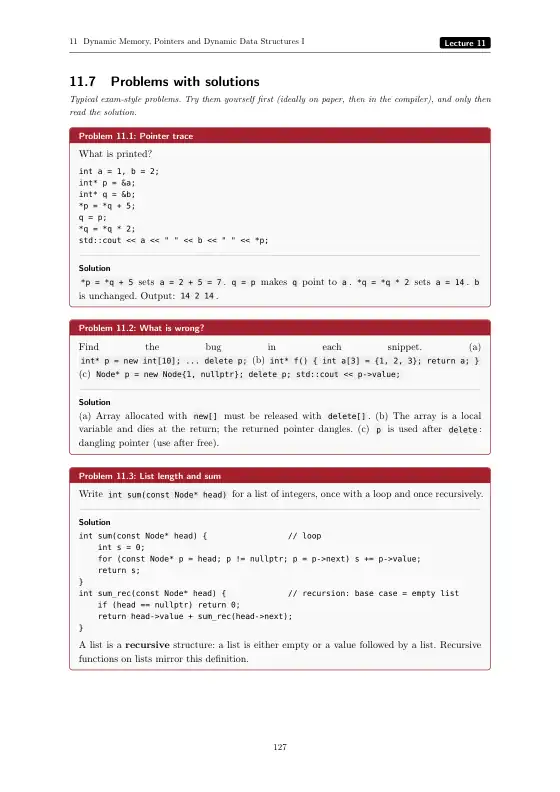 11 Dynamic Memory, Pointers and Dynamic Data Structures I
Lecture 11
11.7 Problems with solutions
Typical exam-style problems. Try them yourself first (ideally on paper, then in the compiler), and only then
read the solution.
Problem 11.1: Pointer trace
What is printed?
int a = 1, b = 2;
int* p = &a;
int* q = &b;
*p = *q + 5;
q = p;
*q = *q * 2;
std::cout << a << " " << b << " " << *p;
Solution
*p = *q + 5 sets a = 2 + 5 = 7. q = p makes q point to a. *q = *q * 2 sets a = 14. b
is unchanged. Output: 14 2 14.
Problem 11.2: What is wrong?
Find the bug in each snippet. (a)
int* p = new int[10]; ... delete p; (b) int* f() { int a[3] = {1, 2, 3}; return a; }
(c) Node* p = new Node{1, nullptr}; delete p; std::cout << p->value;
Solution
(a) Array allocated with new[] must be released with delete[]. (b) The array is a local
variable and dies at the return; the returned pointer dangles. (c) p is used after delete:
dangling pointer (use after free).
Problem 11.3: List length and sum
Write int sum(const Node* head) for a list of integers, once with a loop and once recursively.
Solution
int sum(const Node* head) { // loop
int s = 0;
for (const Node* p = head; p != nullptr; p = p->next) s += p->value;
return s;
}
int sum_rec(const Node* head) { // recursion: base case = empty list
if (head == nullptr) return 0;
return head->value + sum_rec(head->next);
}
A list is a recursive structure: a list is either empty or a value followed by a list. Recursive
functions on lists mirror this definition.
127